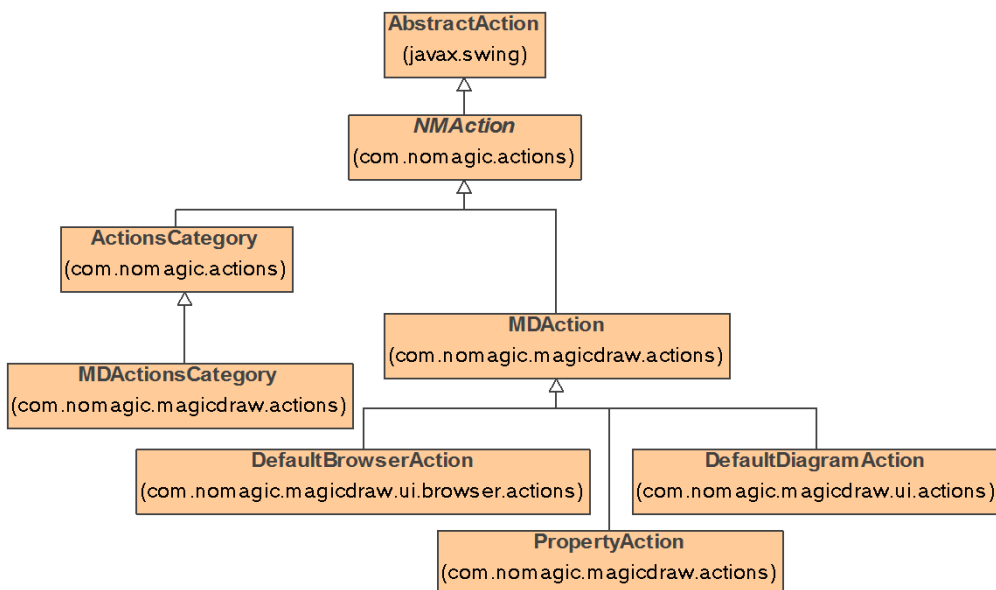 AbstractAction
(javax.swing)
NMAction
(com.nomagic.actions)
ActionsCategory
(com.nomagic.actions)
MDAction
(com.nomagic.magicdraw.actions)
MDActionsCategory
(com.nomagic.magicdraw.actions)
DefaultBrowserAction
(com.nomagic.magicdraw.ui.browser.actions)
DefaultDiagramAction
(com.nomagic.magicdraw.ui.actions)
PropertyAction
(com.nomagic.magicdraw.actions)